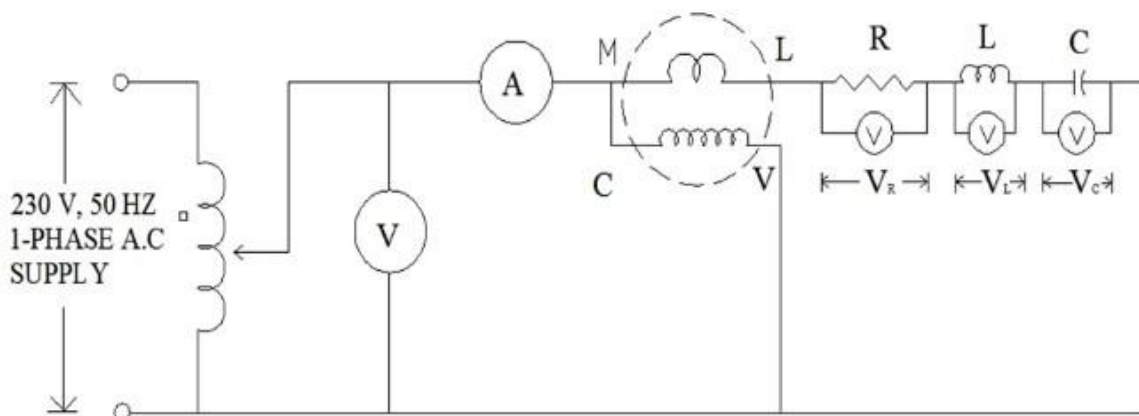 M
L
R
L
C
A
V
V
V
C
V
V_R
V_L
V_C
230 V, 50 HZ
1-PHASE A.C
SUPPLY
V